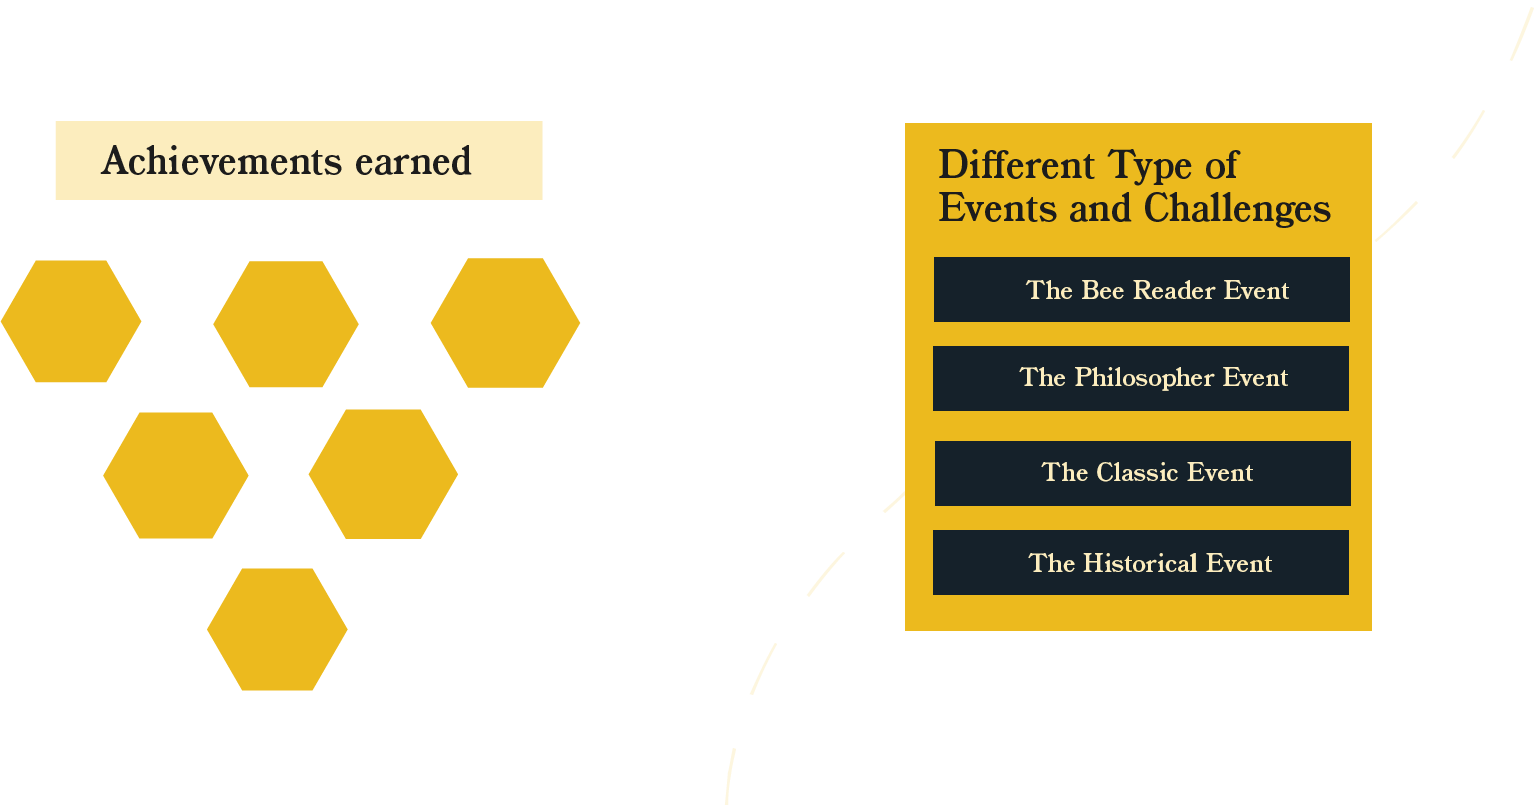 Achievements earned
Different Type of
Events and Challenges
The Bee Reader Event
The Philosopher Event
The Classic Event
The Historical Event